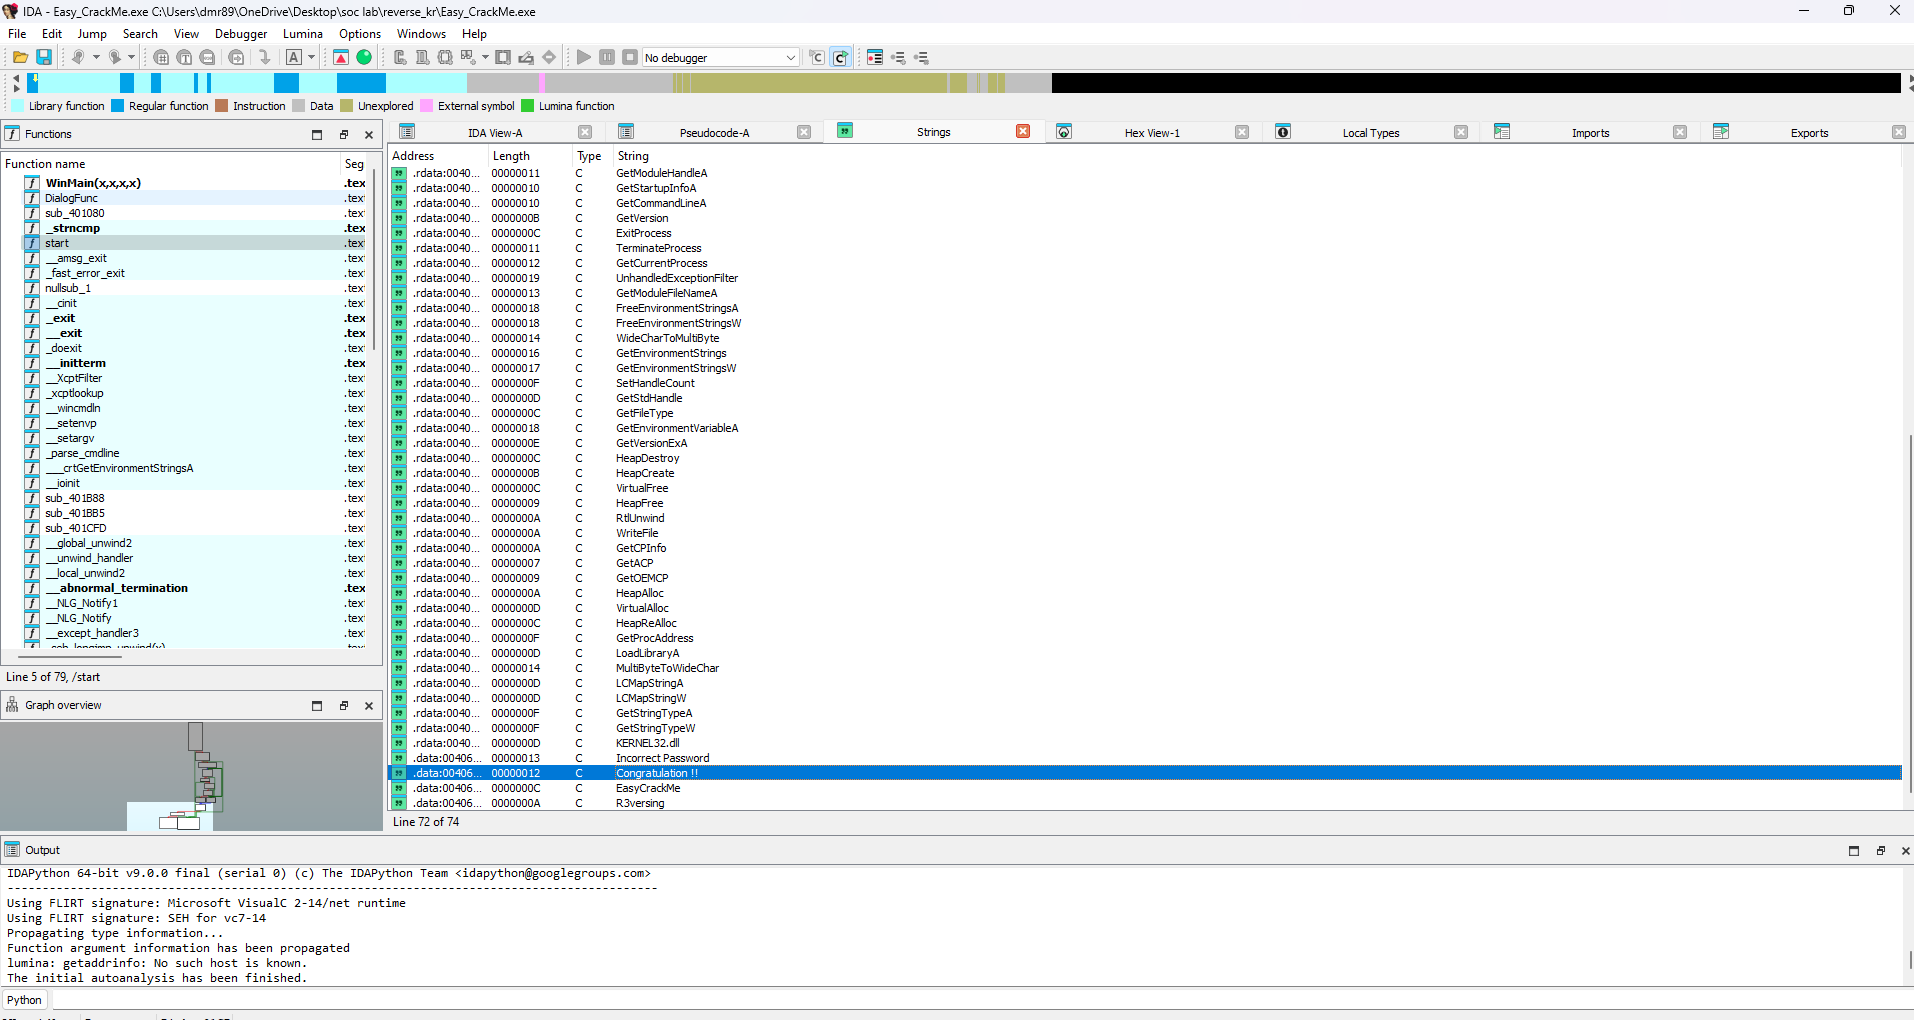 IDA - Easy_CrackMe.exe C:\Users\dmr89\OneDrive\Desktop\soc lab\reverse_kr\Easy_CrackMe.exe
File Edit Jump Search View Debugger Lumina Options Windows Help
No debugger
Library function Regular function Instruction Data Unexplored External symbol Lumina function
Functions
Function name Seg
WinMain(x,x,x,x) .tex
DialogFunc .tex
sub_401080 .tex
_strncmp .tex
start .tex
__amsg_exit .tex
_fast_error_exit .tex
nullsub_1 .tex
__cinit .tex
_exit .tex
__exit .tex
_doexit .tex
__initterm .tex
__XcptFilter .tex
_xcptlookup .tex
__wincmdln .tex
__setenvp .tex
__setargv .tex
_parse_cmdline .tex
___crtGetEnvironmentStringsA .tex
__ioinit .tex
sub_401B88 .tex
sub_401BB5 .tex
sub_401CFD .tex
__global_unwind2 .tex
__unwind_handler .tex
__local_unwind2 .tex
__abnormal_termination .tex
__NLG_Notify1 .tex
__NLG_Notify .tex
__except_handler3 .tex
Line 5 of 79, /start
Graph overview
IDA View-A Pseudocode-A Strings Hex View-1 Local Types Imports Exports
Address Length Type String
.rdata:0040... 00000011 C GetModuleHandleA
.rdata:0040... 00000010 C GetStartupInfoA
.rdata:0040... 00000010 C GetCommandLineA
.rdata:0040... 0000000B C GetVersion
.rdata:0040... 0000000C C ExitProcess
.rdata:0040... 00000011 C TerminateProcess
.rdata:0040... 00000012 C GetCurrentProcess
.rdata:0040... 00000019 C UnhandledExceptionFilter
.rdata:0040... 00000013 C GetModuleFileNameA
.rdata:0040... 00000018 C FreeEnvironmentStringsA
.rdata:0040... 00000018 C FreeEnvironmentStringsW
.rdata:0040... 00000014 C WideCharToMultiByte
.rdata:0040... 00000016 C GetEnvironmentStrings
.rdata:0040... 00000017 C GetEnvironmentStringsW
.rdata:0040... 0000000F C SetHandleCount
.rdata:0040... 0000000D C GetStdHandle
.rdata:0040... 0000000C C GetFileType
.rdata:0040... 00000018 C GetEnvironmentVariableA
.rdata:0040... 0000000E C GetVersionExA
.rdata:0040... 0000000C C HeapDestroy
.rdata:0040... 0000000B C HeapCreate
.rdata:0040... 0000000C C VirtualFree
.rdata:0040... 00000009 C HeapFree
.rdata:0040... 0000000A C RtlUnwind
.rdata:0040... 0000000A C WriteFile
.rdata:0040... 0000000A C GetCPInfo
.rdata:0040... 00000007 C GetACP
.rdata:0040... 00000009 C GetOEMCP
.rdata:0040... 0000000A C HeapAlloc
.rdata:0040... 0000000D C VirtualAlloc
.rdata:0040... 0000000C C HeapReAlloc
.rdata:0040... 0000000F C GetProcAddress
.rdata:0040... 0000000D C LoadLibraryA
.rdata:0040... 00000014 C MultiByteToWideChar
.rdata:0040... 0000000D C LCMapStringA
.rdata:0040... 0000000D C LCMapStringW
.rdata:0040... 0000000F C GetStringTypeA
.rdata:0040... 0000000F C GetStringTypeW
.rdata:0040... 0000000D C KERNEL32.dll
.data:00406... 00000013 C Incorrect Password
.data:00406... 00000012 C Congratulation !!
.data:00406... 0000000C C EasyCrackMe
.data:00406... 0000000A C R3versing
Line 72 of 74
Output
IDAPython 64-bit v9.0.0 final (serial 0) (c) The IDAPython Team <idapython@googlegroups.com>
-----------------------------------------------------------------------------------------
Using FLIRT signature: Microsoft VisualC 2-14/net runtime
Using FLIRT signature: SEH for vc7-14
Propagating type information...
Function argument information has been propagated
lumina: getaddrinfo: No such host is known.
The initial autoanalysis has been finished.
Python